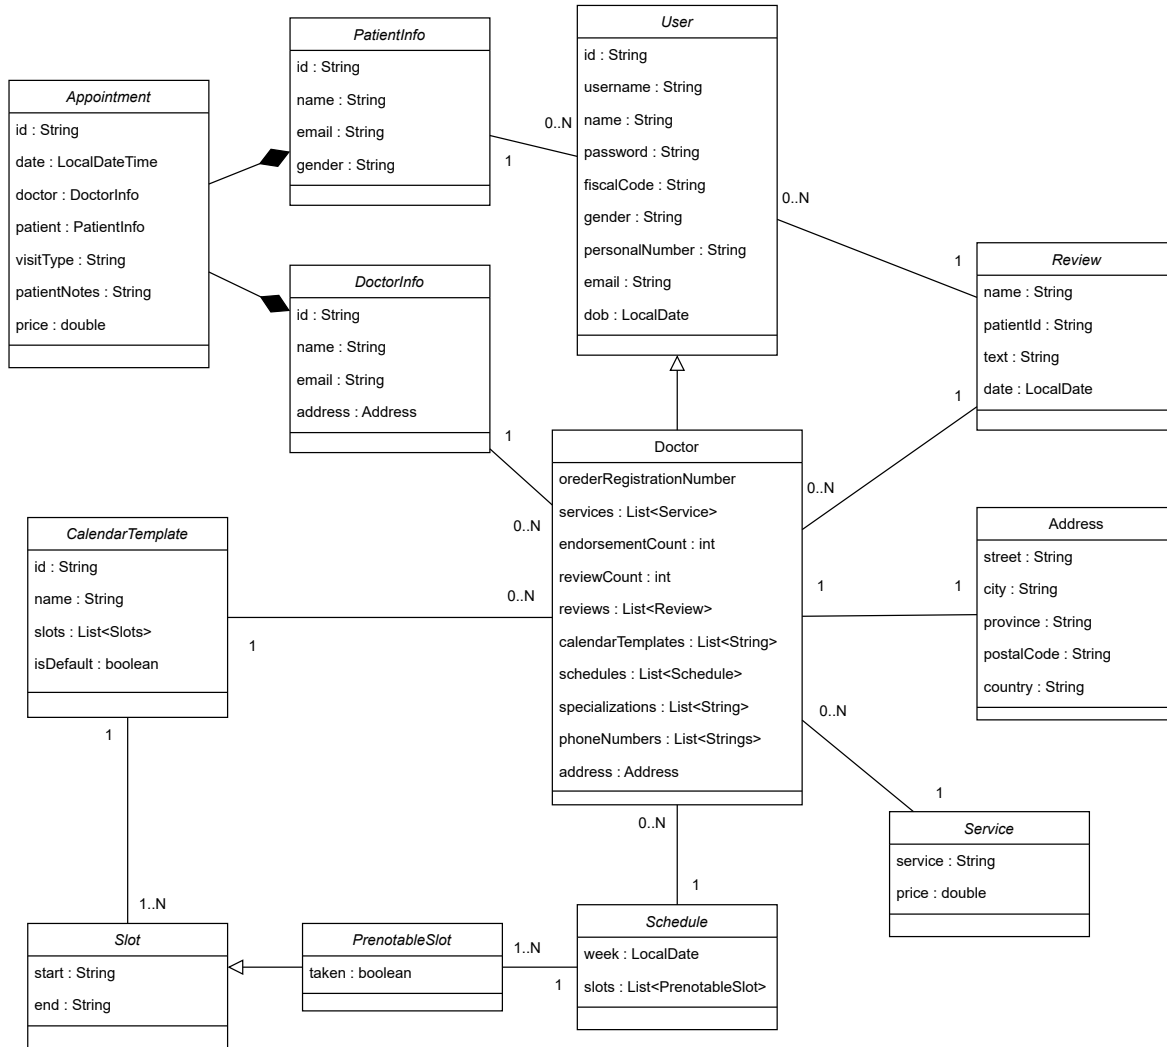 PatientInfo
id : String
name : String
email : String
gender : String
User
id : String
username : String
name : String
password : String
fiscalCode : String
gender : String
personalNumber : String
email : String
dob : LocalDate
Appointment
id : String
date : LocalDateTime
doctor : DoctorInfo
patient : PatientInfo
visitType : String
patientNotes : String
price : double
0..N
1
0..N
1
Review
name : String
patientId : String
text : String
date : LocalDate
DoctorInfo
id : String
name : String
email : String
address : Address
1
0..N
1
0..N
Doctor
orederRegistrationNumber
services : List<Service>
endorsementCount : int
reviewCount : int
reviews : List<Review>
calendarTemplates : List<String>
schedules : List<Schedule>
specializations : List<String>
phoneNumbers : List<Strings>
address : Address
Address
street : String
city : String
province : String
postalCode : String
country : String
1
1
CalendarTemplate
id : String
name : String
slots : List<Slots>
isDefault : boolean
0..N
1
0..N
1
Service
service : String
price : double
1
1..N
0..N
1
Slot
start : String
end : String
PrenotableSlot
taken : boolean
1..N
1
Schedule
week : LocalDate
slots : List<PrenotableSlot>